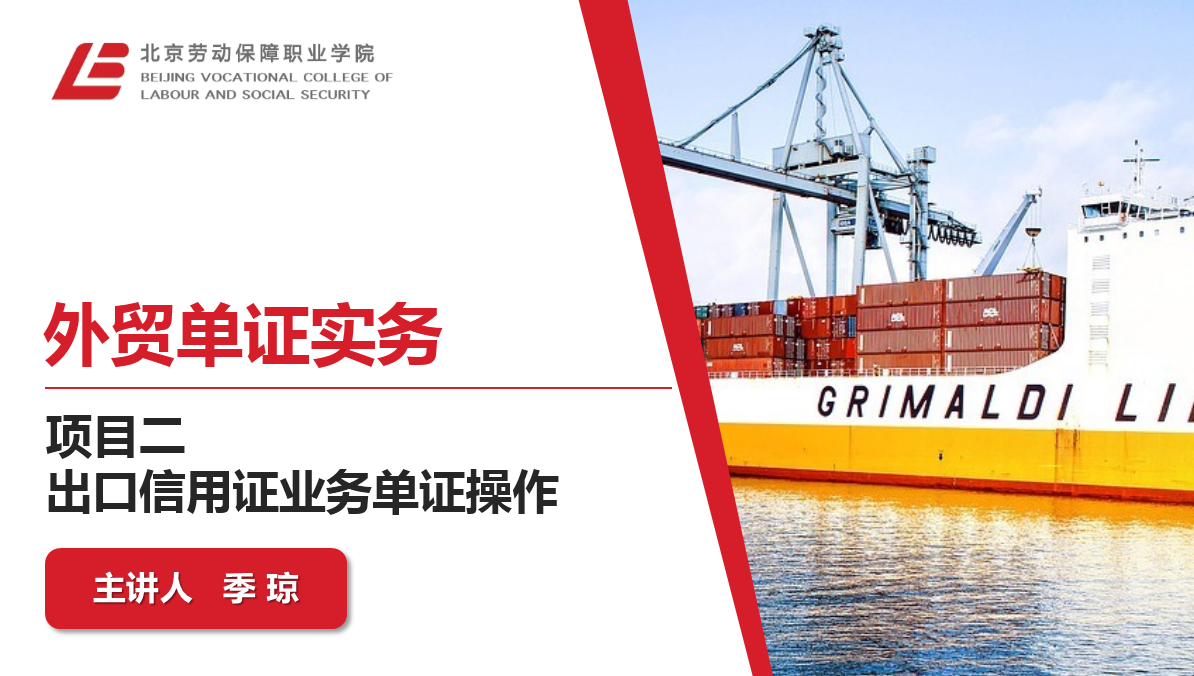 北京劳动保障职业学院
BEIJING VOCATIONAL COLLEGE OF
LABOUR AND SOCIAL SECURITY
外贸单证实务
项目二
出口信用证业务单证操作
主讲人 季 琼
GRIMALDI